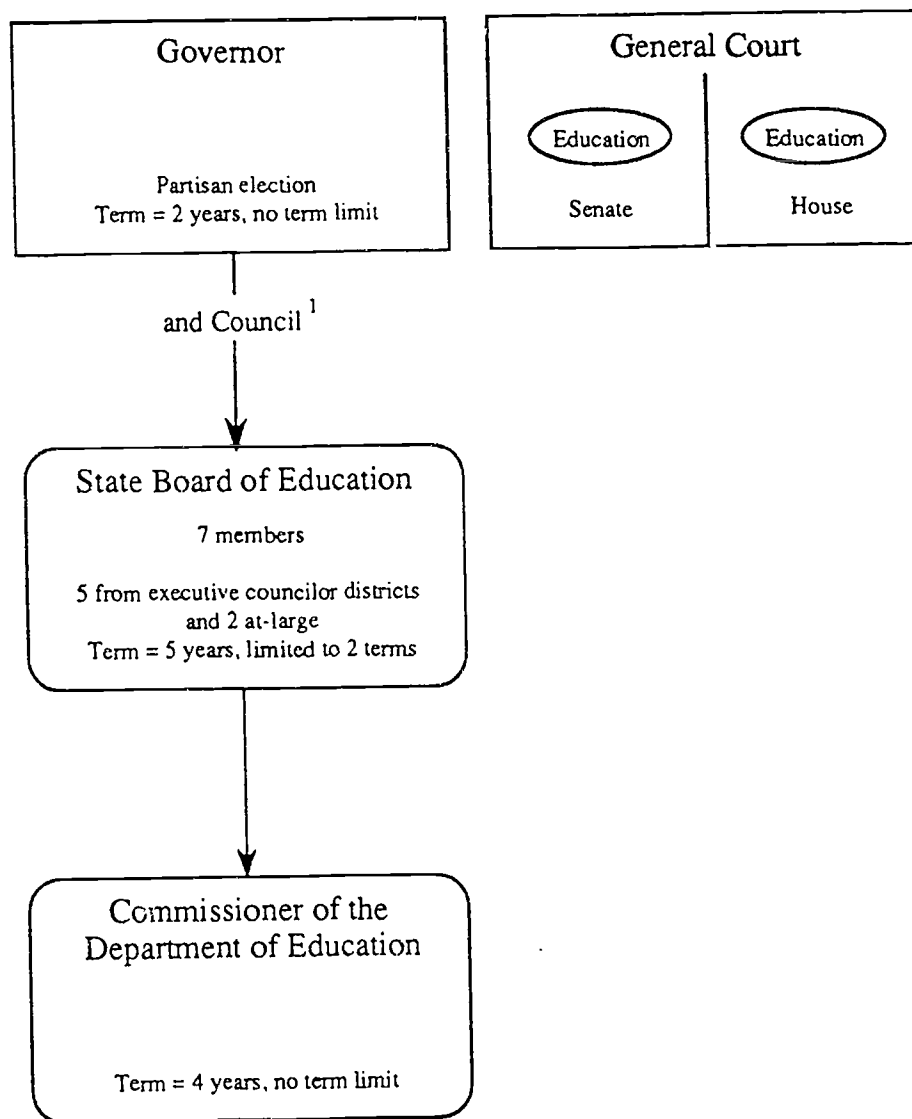 Governor
Partisan election
Term = 2 years, no term limit
General Court
Education
Senate
Education
House
and Council 1
State Board of Education
7 members
5 from executive councilor districts
and 2 at-large
Term = 5 years, limited to 2 terms
Commissioner of the
Department of Education
Term = 4 years, no term limit